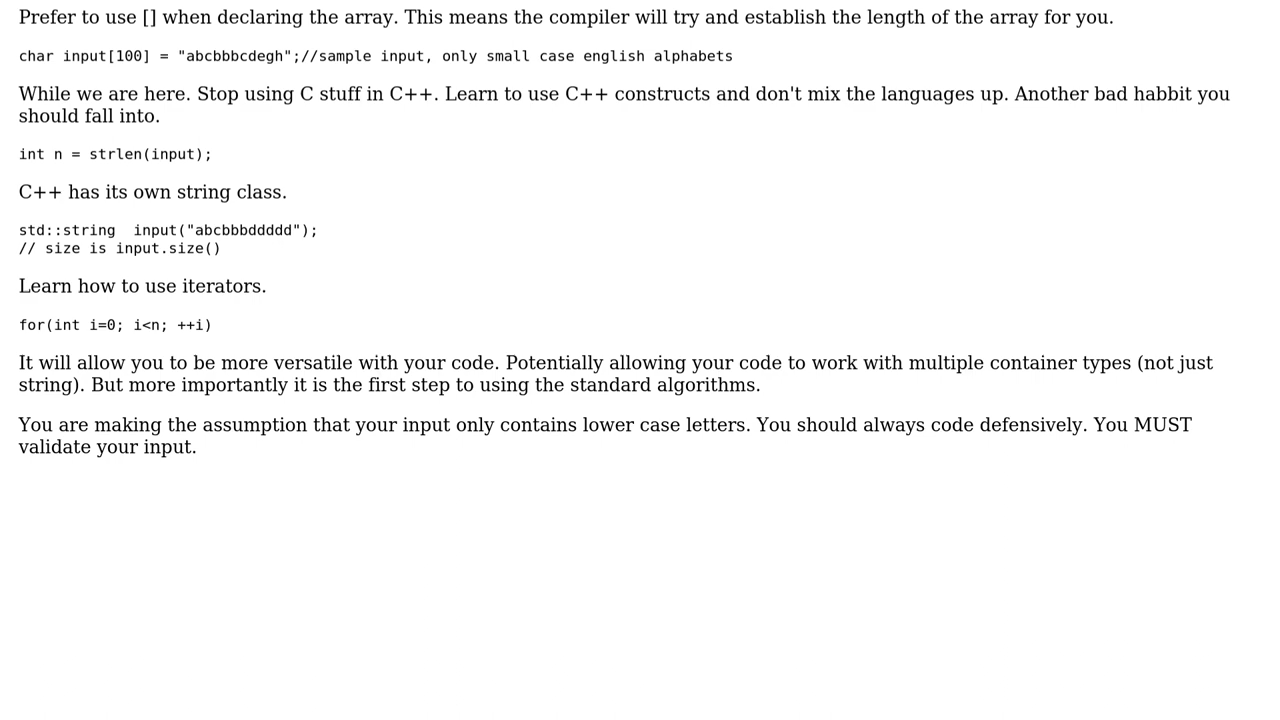 Prefer to use [] when declaring the array. This means the compiler will try and establish the length of the array for you.
char input[100] = "abcbbbcdegh";//sample input, only small case english alphabets
While we are here. Stop using C stuff in C++. Learn to use C++ constructs and don't mix the languages up. Another bad habbit you
should fall into.
int n = strlen(input);
C++ has its own string class.
std::string  input("abcbbbddddd");
// size is input.size()
Learn how to use iterators.
for(int i=0; i<n; ++i)
It will allow you to be more versatile with your code. Potentially allowing your code to work with multiple container types (not just
string). But more importantly it is the first step to using the standard algorithms.
You are making the assumption that your input only contains lower case letters. You should always code defensively. You MUST
validate your input.